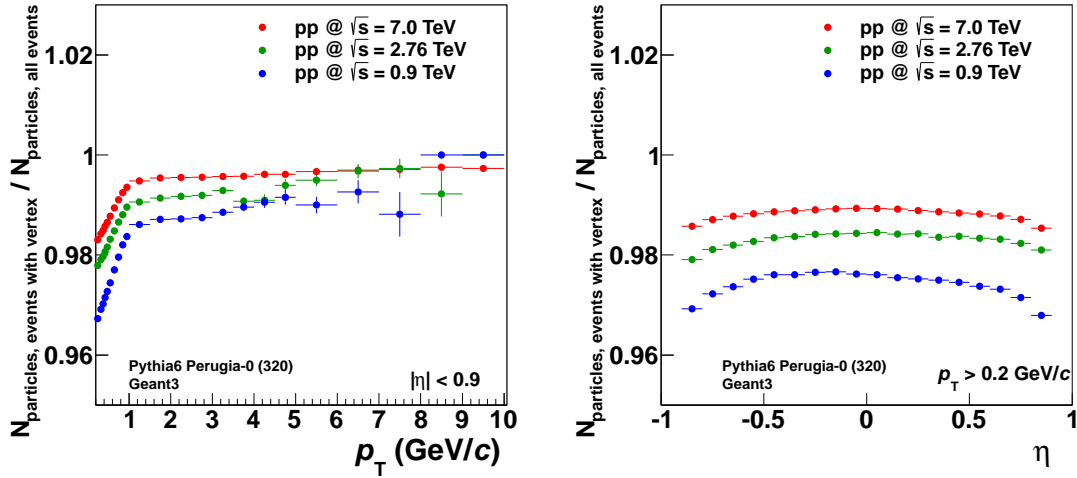 N_particles, events with vertex / N_particles, all events
1.02
1
0.98
0.96
pp @ √s = 7.0 TeV
pp @ √s = 2.76 TeV
pp @ √s = 0.9 TeV
Pythia6 Perugia-0 (320)
Geant3
|η| < 0.9
1 2 3 4 5 6 7 8 9 10
p_T (GeV/c)
N_particles, events with vertex / N_particles, all events
1.02
1
0.98
0.96
pp @ √s = 7.0 TeV
pp @ √s = 2.76 TeV
pp @ √s = 0.9 TeV
Pythia6 Perugia-0 (320)
Geant3
p_T > 0.2 GeV/c
-1 -0.5 0 0.5 1
η